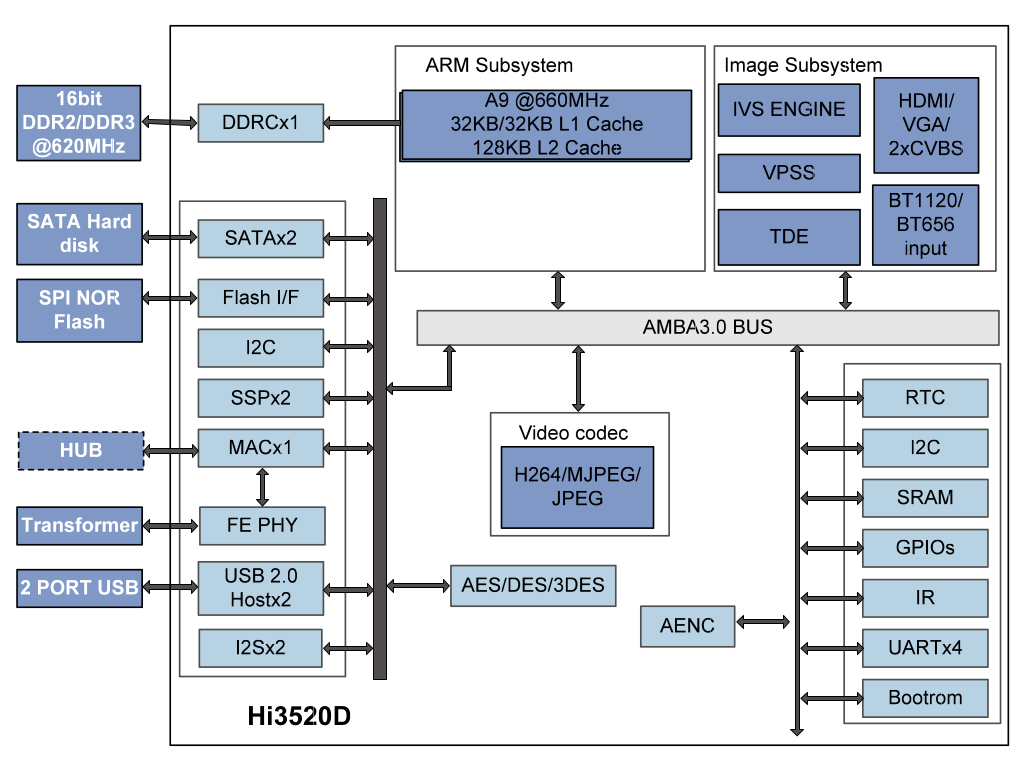 ARM Subsystem
A9 @660MHz
32KB/32KB L1 Cache
128KB L2 Cache
Image Subsystem
IVS ENGINE
VPSS
TDE
HDMI/
VGA/
2xCVBS
BT1120/
BT656
input
16bit
DDR2/DDR3
@620MHz
DDRCx1
SATA Hard
disk
SATAx2
SPI NOR
Flash
Flash I/F
I2C
SSPx2
HUB
MACx1
Transformer
FE PHY
2 PORT USB
USB 2.0
Hostx2
I2Sx2
AMBA3.0 BUS
Video codec
H264/MJPEG/
JPEG
AES/DES/3DES
AENC
RTC
I2C
SRAM
GPIOs
IR
UARTx4
Bootrom
Hi3520D